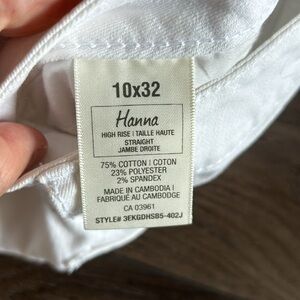 10x32
Hanna
HIGH RISE | TAILLE HAUTE
STRAIGHT
JAMBE DROITE
75% COTTON | COTON
23% POLYESTER
2% SPANDEX
MADE IN CAMBODIA |
FABRIQUÉ AU CAMBODGE
CA 03961
STYLE# 3EKGDHSB5-402J